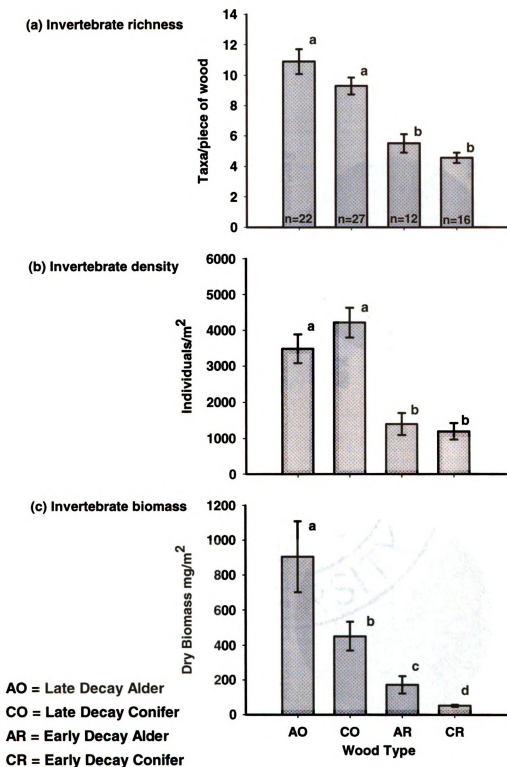 (a) Invertebrate richness
Taxa/piece of wood
14
12
10
8
6
4
2
0
a
a
b
b
n=22
n=27
n=12
n=16
(b) Invertebrate density
Individuals/m²
6000
5000
4000
3000
2000
1000
0
a
a
b
b
(c) Invertebrate biomass
Dry Biomass mg/m²
1200
1000
800
600
400
200
0
a
b
c
d
AO CO AR CR
Wood Type
AO = Late Decay Alder
CO = Late Decay Conifer
AR = Early Decay Alder
CR = Early Decay Conifer